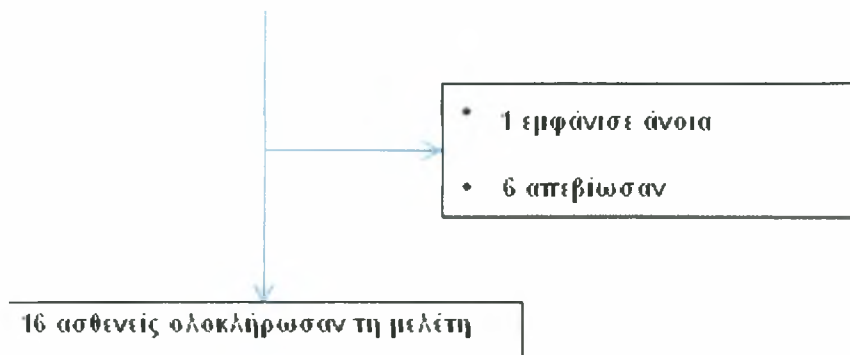 • 1 εμφάνισε άνοια
• 6 απεβίωσαν
16 ασθενείς ολοκλήρωσαν τη μελέτη